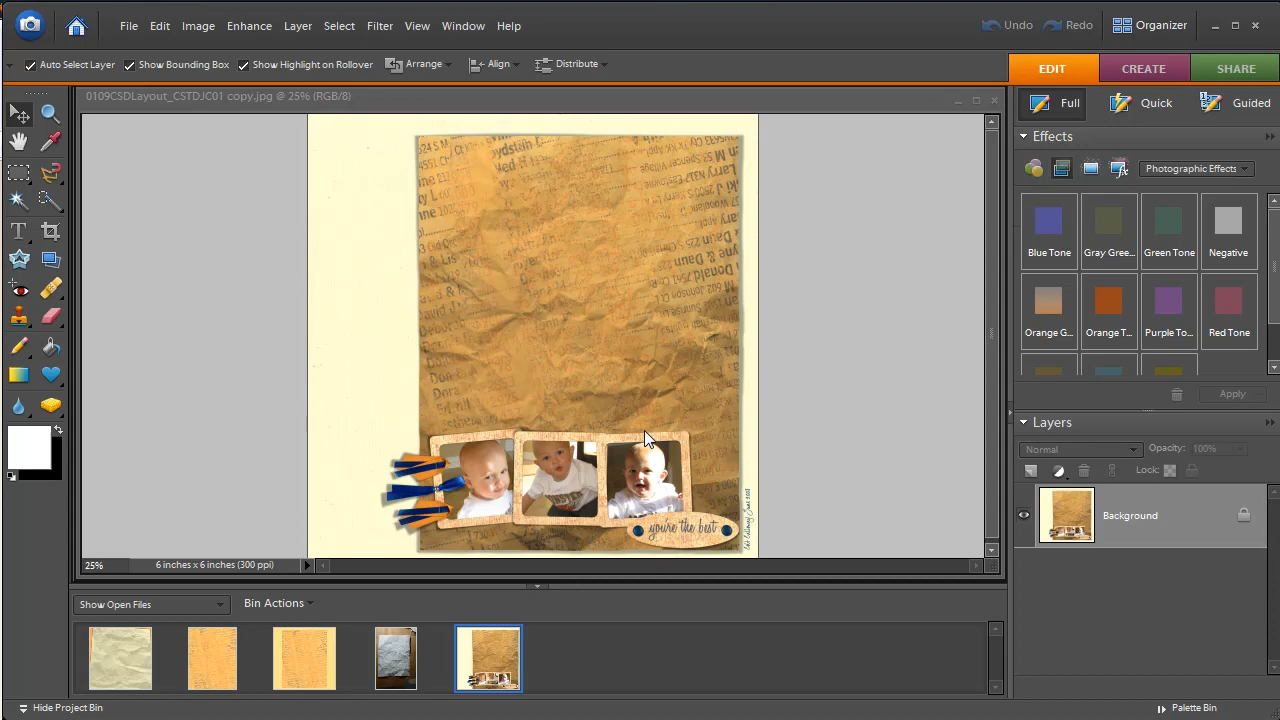 File Edit Image Enhance Layer Select Filter View Window Help
Undo Redo Organizer
Auto Select Layer Show Bounding Box Show Highlight on Rollover Arrange Align Distribute
EDIT CREATE SHARE
0109CSDLayout_CSTDJC01 copy.jpg @ 25% (RGB/8)
Full Quick Guided
Effects
Photographic Effects
Blue Tone Gray Gree... Green Tone Negative
Orange G... Orange T... Purple To... Red Tone
Apply
Layers
Normal Opacity: 100%
Lock:
Background
you're the best
25% 6 inches x 6 inches (300 ppi)
Show Open Files Bin Actions
Hide Project Bin Palette Bin